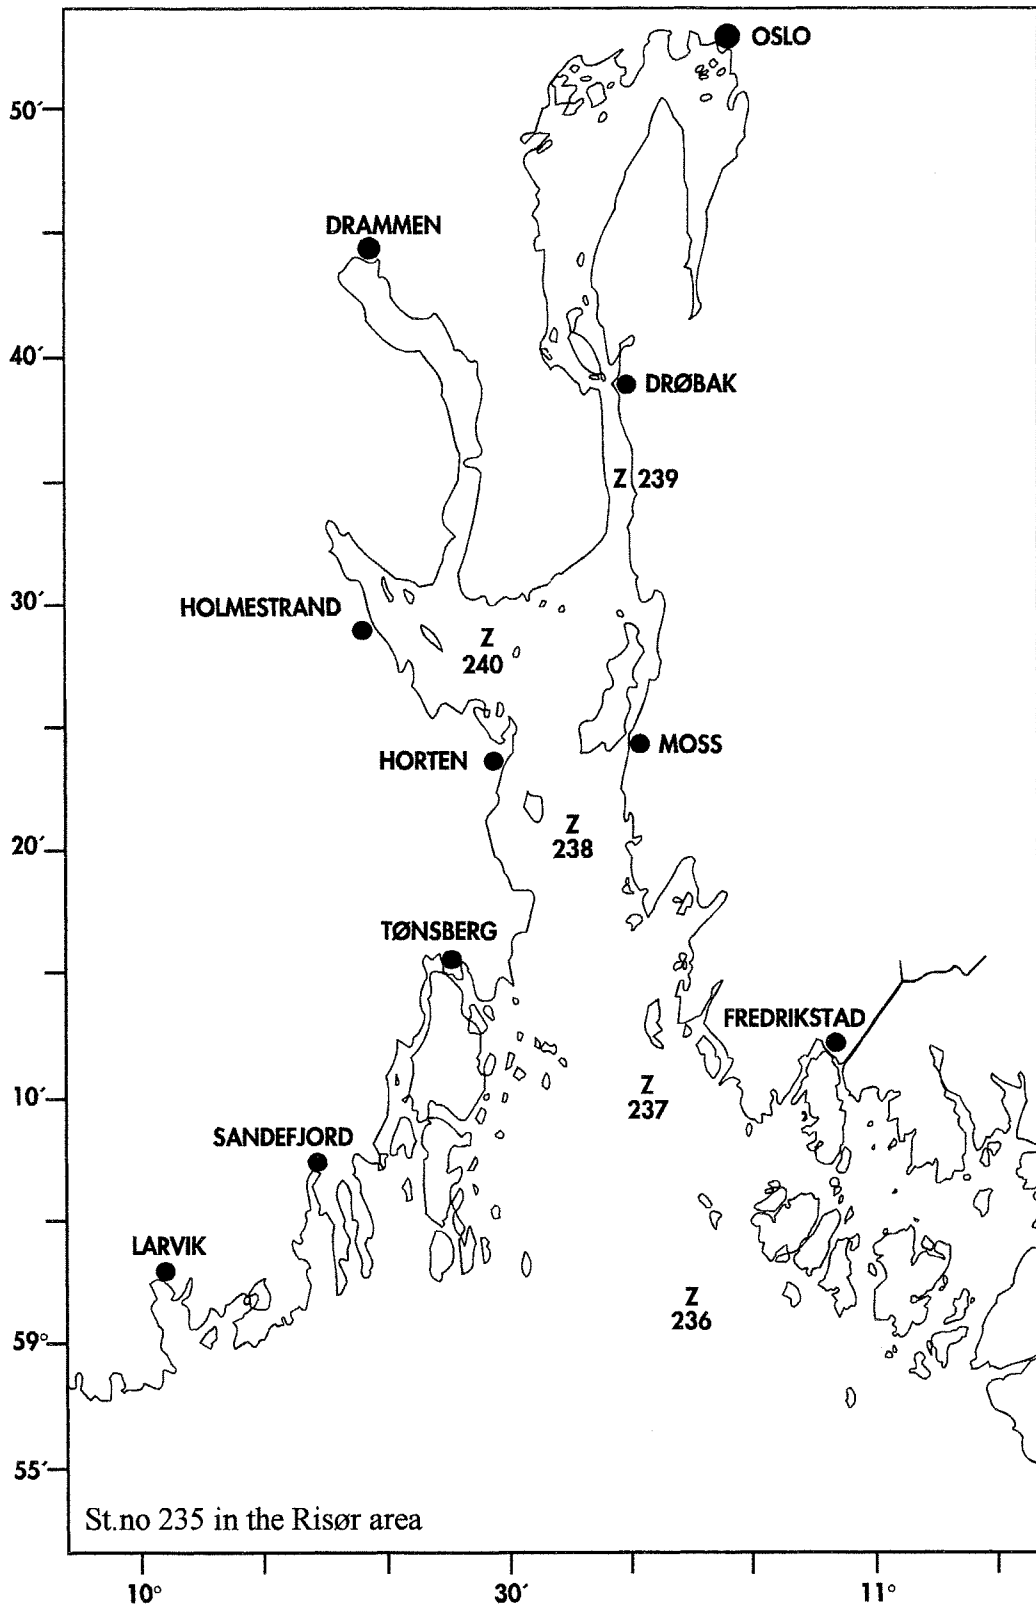 OSLO
50′
DRAMMEN
40′
DRØBAK
Z 239
30′
HOLMESTRAND
Z
240
MOSS
HORTEN
Z
238
20′
TØNSBERG
FREDRIKSTAD
Z
237
10′
SANDEFJORD
LARVIK
Z
236
59°
55′
St.no 235 in the Risør area
10°
30′
11°